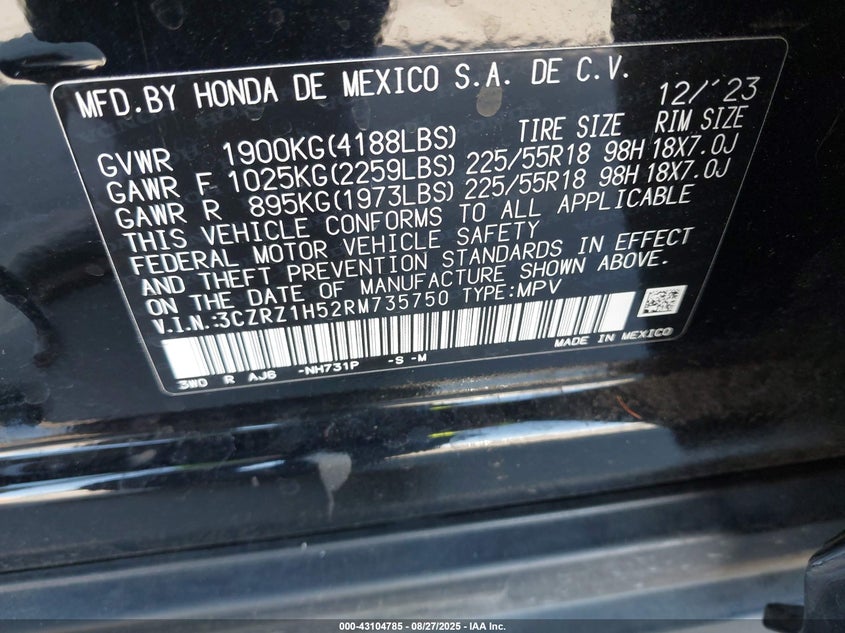 MFD.BY HONDA DE MEXICO S.A. DE C.V. 12/'23
TIRE SIZE RIM SIZE
GVWR 1900KG(4188LBS)
GAWR F 1025KG(2259LBS) 225/55R18 98H 18X7.0J
GAWR R 895KG(1973LBS) 225/55R18 98H 18X7.0J
THIS VEHICLE CONFORMS TO ALL APPLICABLE
FEDERAL MOTOR VEHICLE SAFETY
AND THEFT PREVENTION STANDARDS IN EFFECT
ON THE DATE OF MANUFACTURE SHOWN ABOVE.
V.I.N.:3CZRZ1H52RM735750 TYPE:MPV
MADE IN MEXICO
3W0 R AJ6 -NH731P -S -M
000-43104785 - 08/27/2025 - IAA Inc.